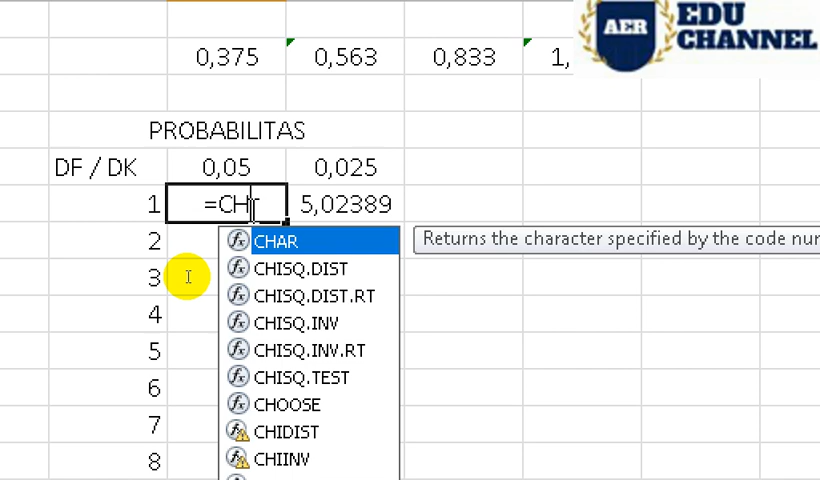 EDU
AER
CHANNEL
0,375 0,563 0,833 1,
PROBABILITAS
DF / DK 0,05 0,025
1 =CH 5,02389
2 CHAR Returns the character specified by the code num
CHISQ.DIST
3
CHISQ.DIST.RT
4 CHISQ.INV
5 CHISQ.INV.RT
6 CHISQ.TEST
CHOOSE
7 CHIDIST
8 CHIINV